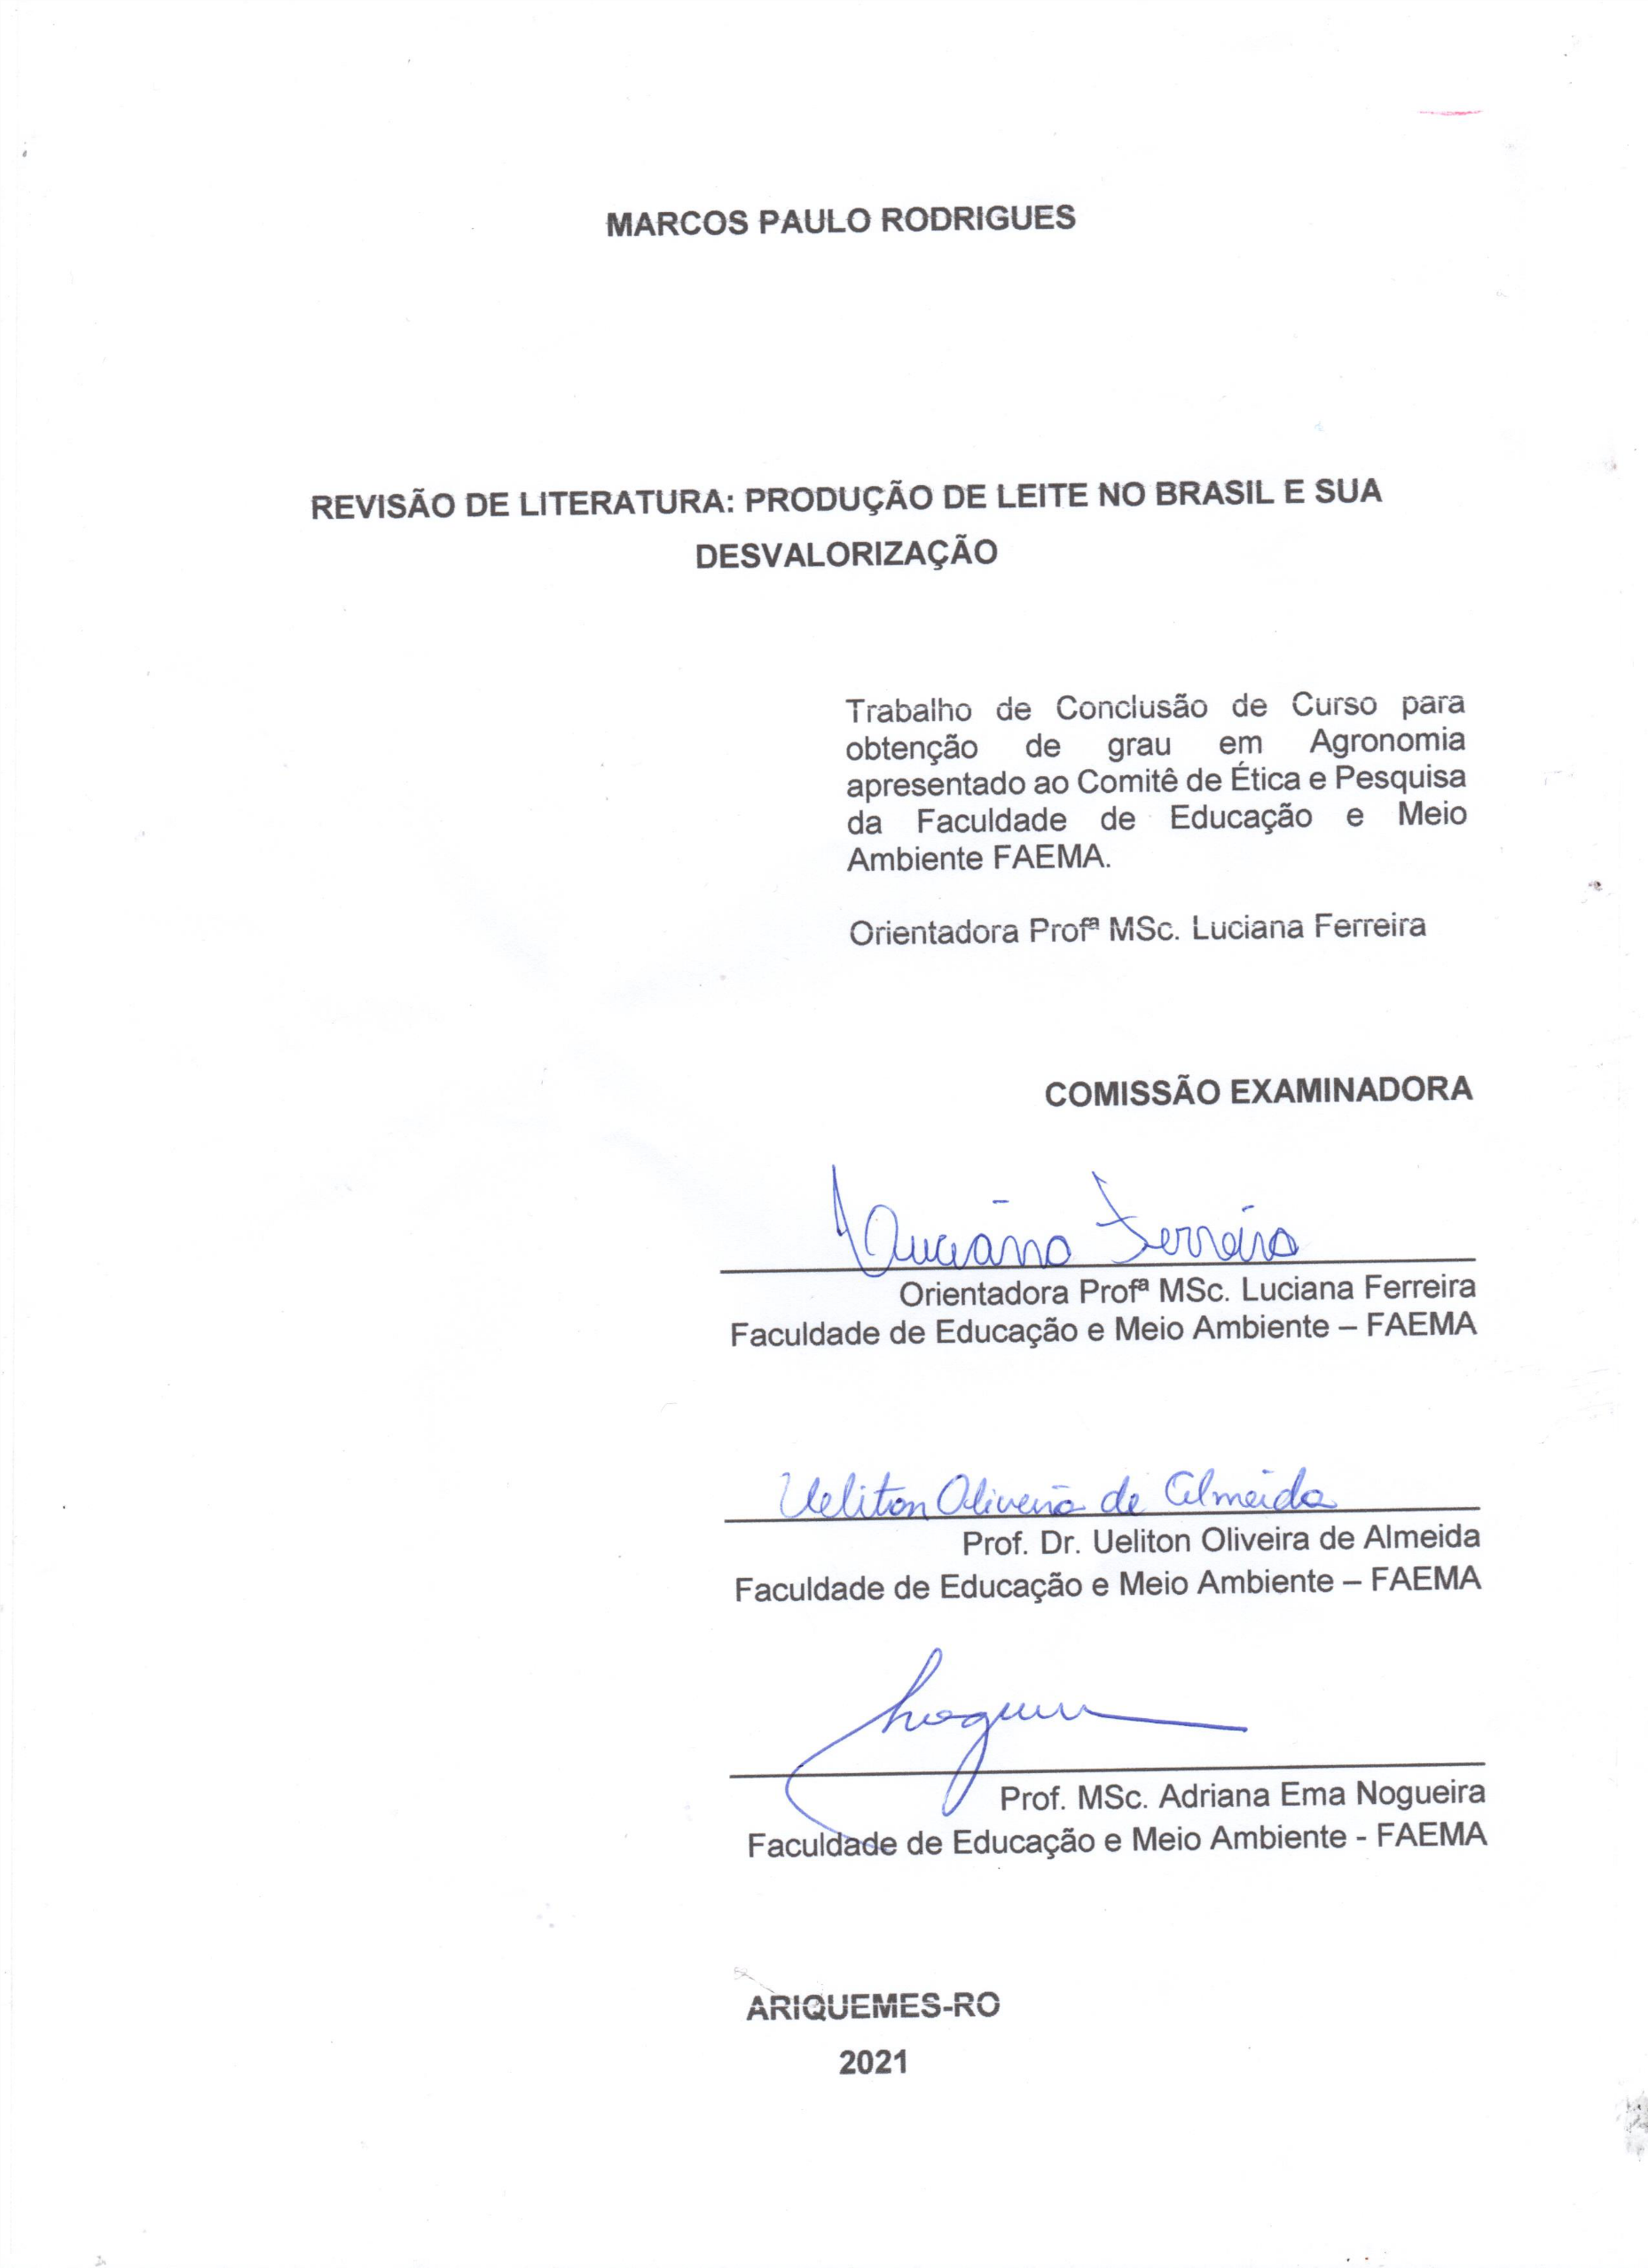 MARCOS PAULO RODRIGUES
REVISÃO DE LITERATURA: PRODUÇÃO DE LEITE NO BRASIL E SUA
DESVALORIZAÇÃO
Trabalho de Conclusão de Curso para
obtenção de grau em Agronomia
apresentado ao Comitê de Ética e Pesquisa
da Faculdade de Educação e Meio
Ambiente FAEMA.
Orientadora Profª MSc. Luciana Ferreira
COMISSÃO EXAMINADORA
Luciana Ferreira
Orientadora Profª MSc. Luciana Ferreira
Faculdade de Educação e Meio Ambiente – FAEMA
Ueliton Oliveira de Almeida
Prof. Dr. Ueliton Oliveira de Almeida
Faculdade de Educação e Meio Ambiente – FAEMA
Prof. MSc. Adriana Ema Nogueira
Faculdade de Educação e Meio Ambiente - FAEMA
ARIQUEMES-RO
2021